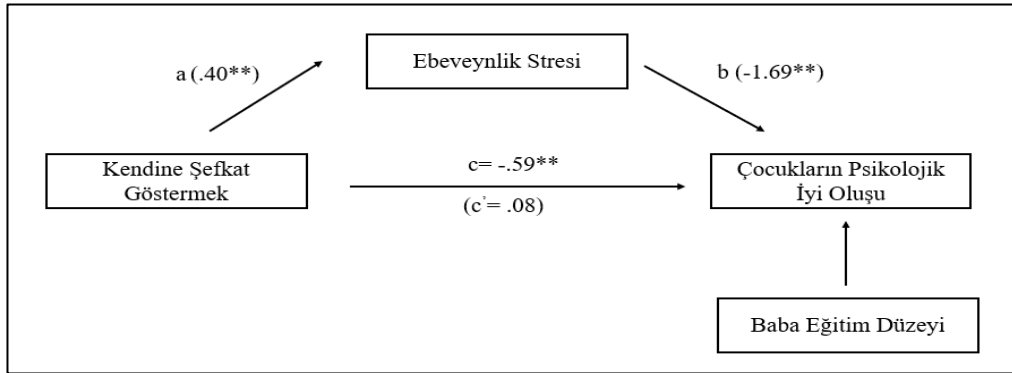 Ebeveynlik Stresi
a (.40**)
b (-1.69**)
Kendine Şefkat
Göstermek
c= -.59**
(c'= .08)
Çocukların Psikolojik
İyi Oluşu
Baba Eğitim Düzeyi